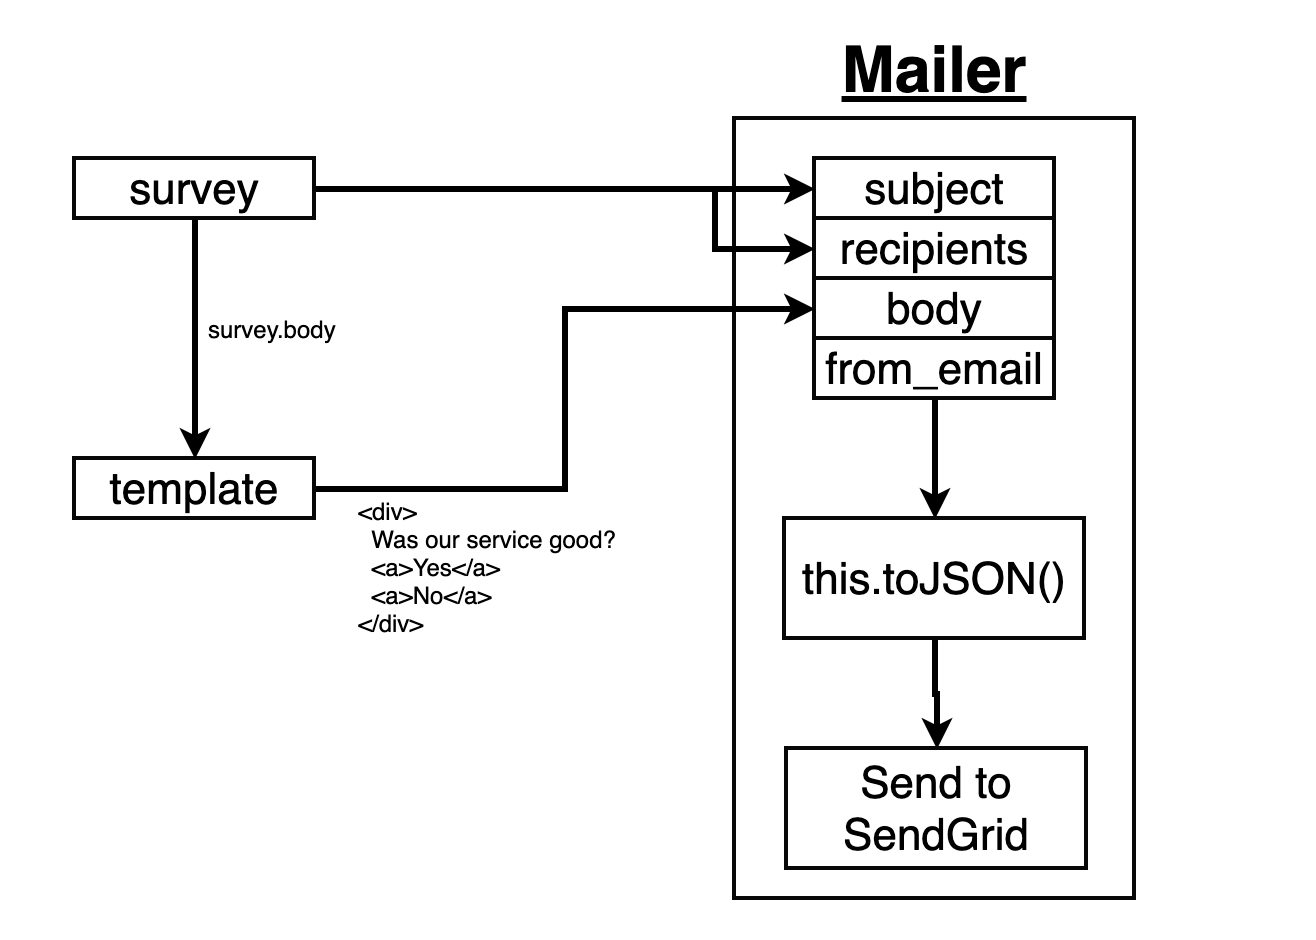 Mailer
survey
subject
recipients
body
from_email
survey.body
template
<div>
Was our service good?
<a>Yes</a>
<a>No</a>
</div>
this.toJSON()
Send to
SendGrid